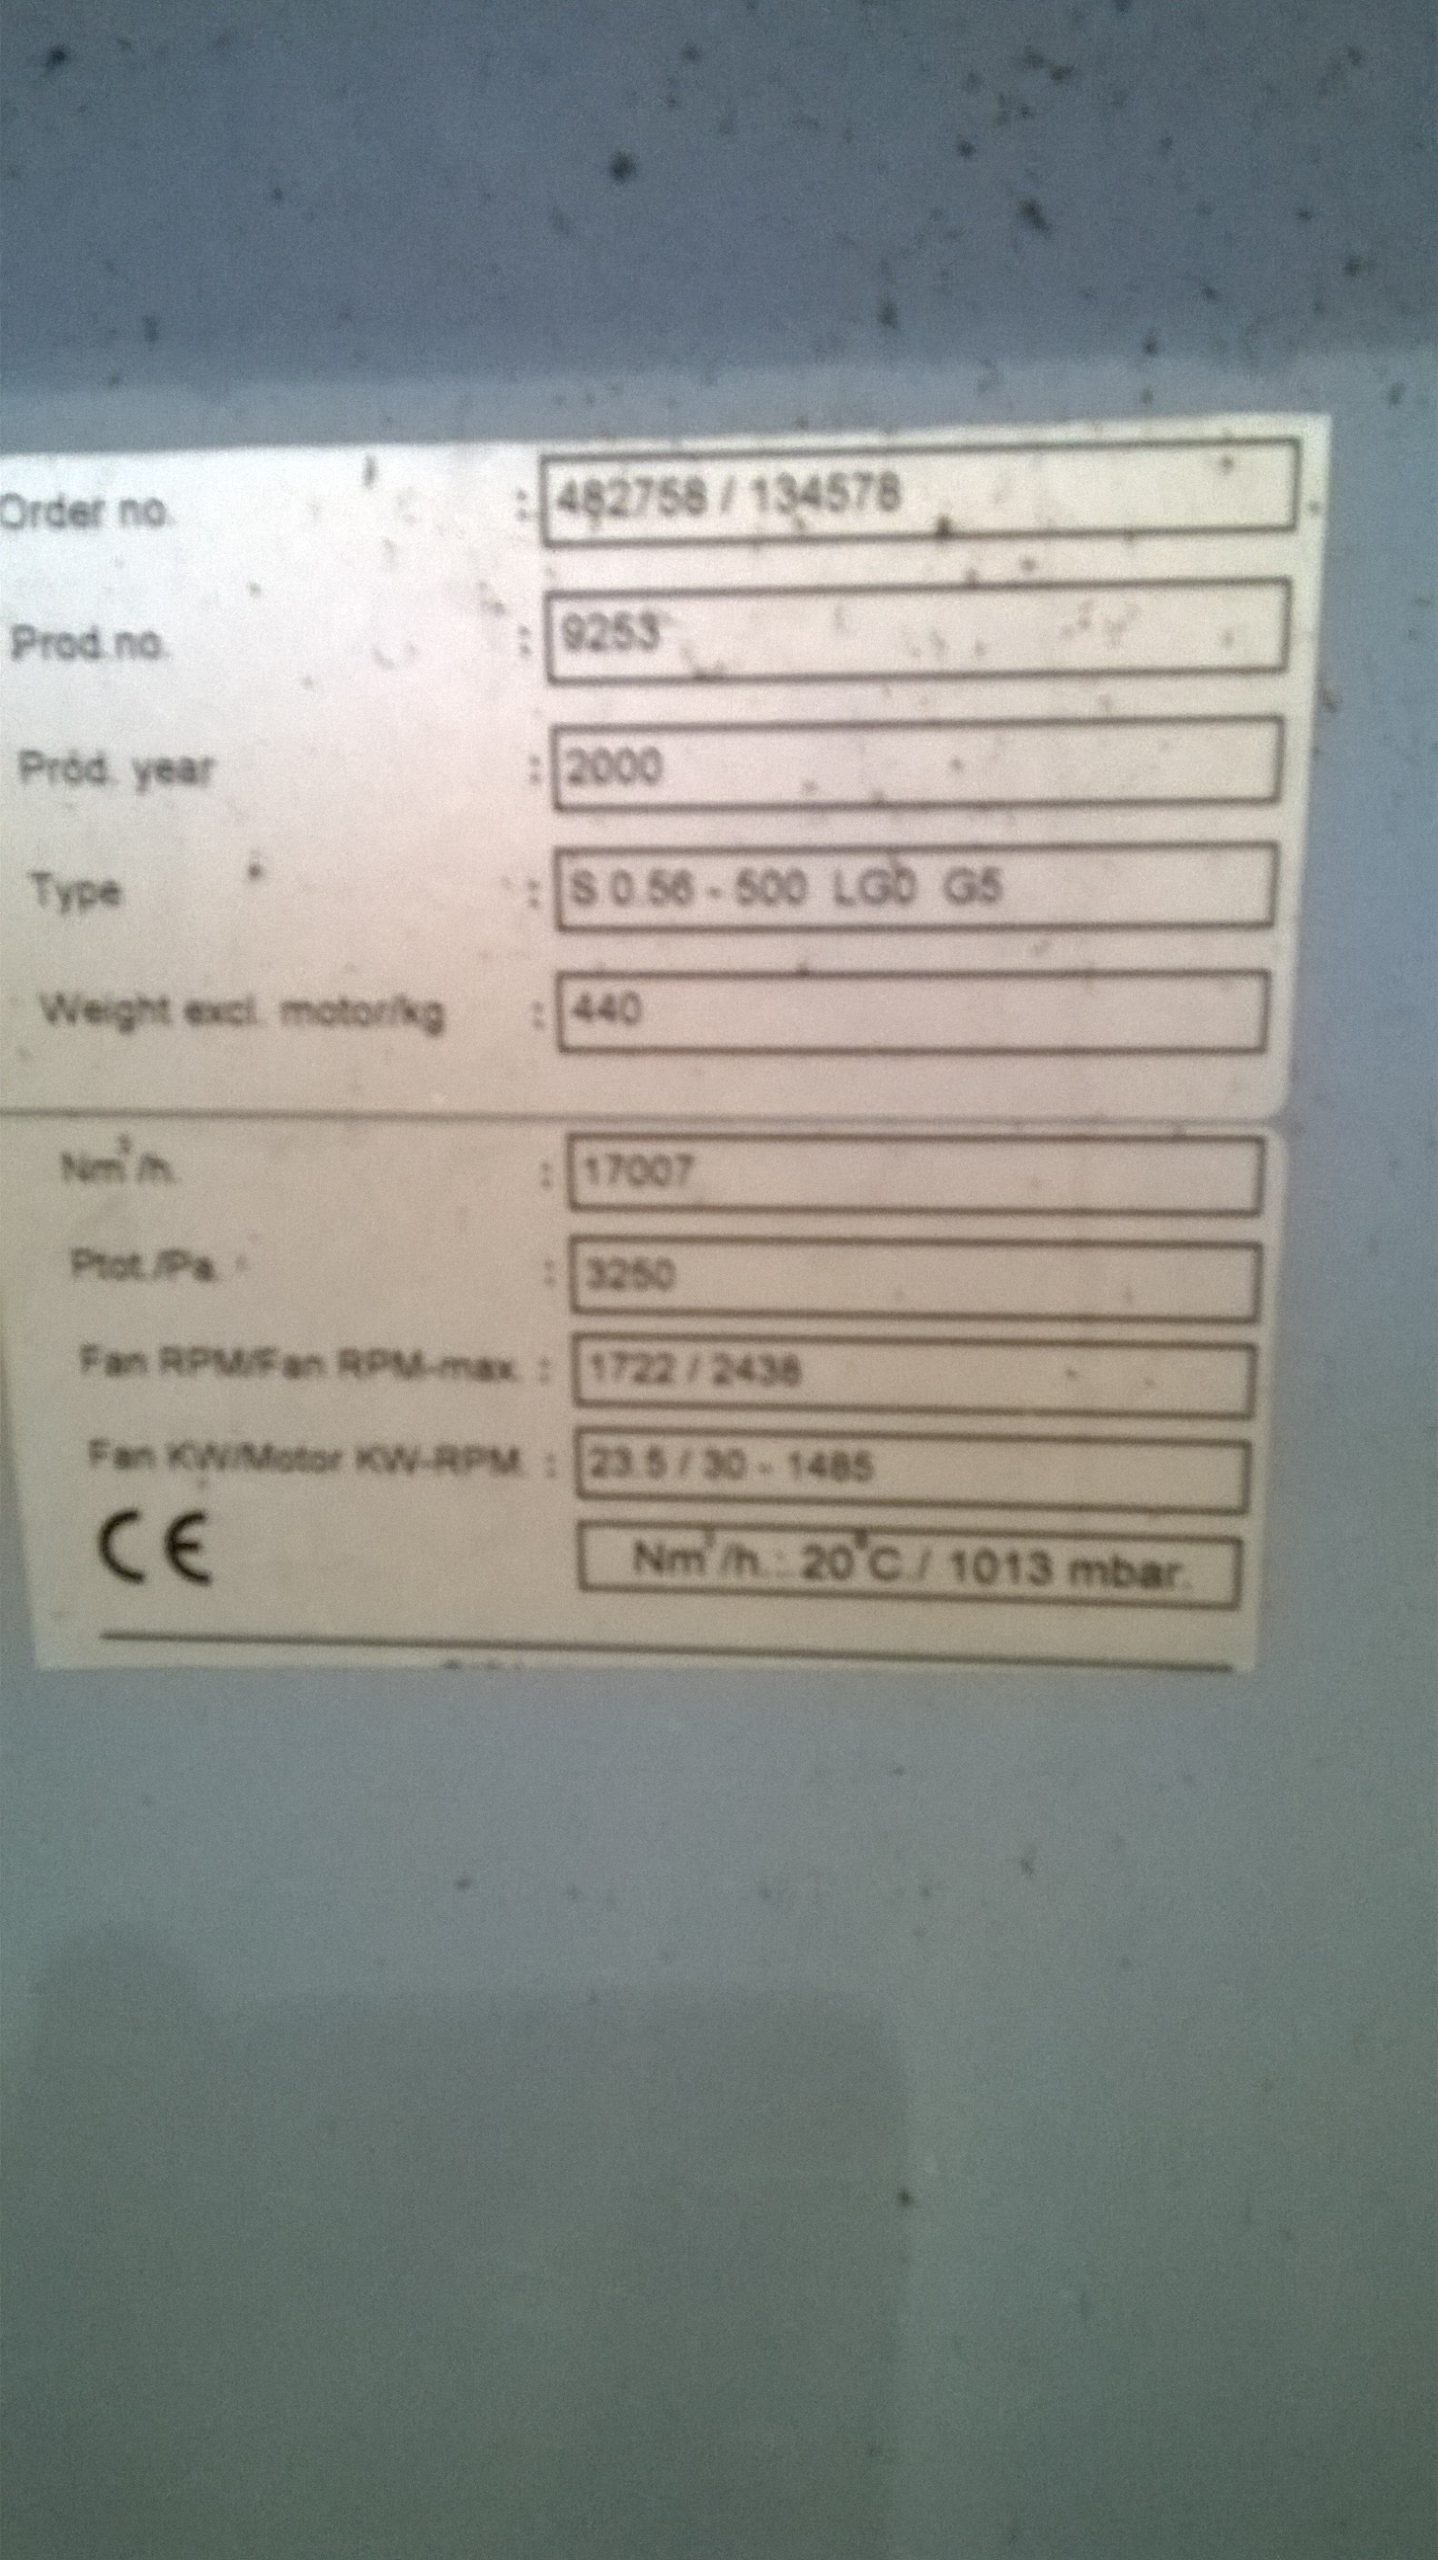 Order no. : 482758 / 134578
Prod.no. : 9253
Prod. year : 2000
Type : S 0.56 - 500 LG0 G5
Weight excl. motor/kg : 440
Nm³/h. : 17007
Ptot./Pa. : 3250
Fan RPM/Fan RPM-max. : 1722 / 2438
Fan KW/Motor KW-RPM. : 23.5 / 30 - 1485
CE
Nm³/h.: 20°C / 1013 mbar.